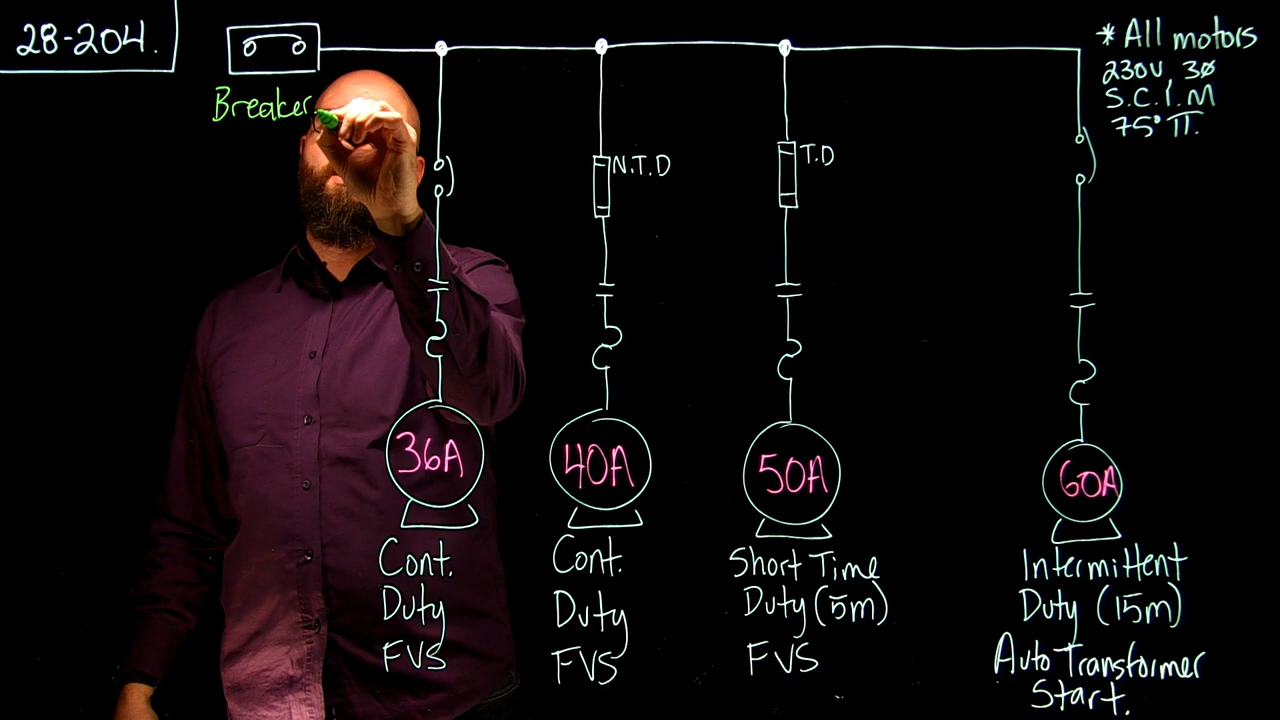 28-204.
Breaker
* All motors
230V, 3ø
S.C.I.M
75° TT.
N.T.D
T.D
36A
40A
50A
60A
Cont.
Duty
FVS
Cont.
Duty
FVS
Short Time
Duty (5m)
FVS
Intermittent
Duty (15m)
Auto Transformer
Start.